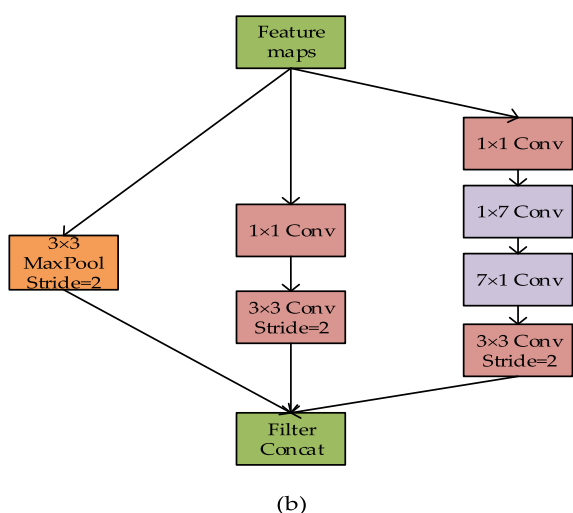 Feature
maps
1×1 Conv
1×7 Conv
1×1 Conv
3×3
MaxPool
Stride=2
7×1 Conv
3×3 Conv
Stride=2
3×3 Conv
Stride=2
Filter
Concat
(b)